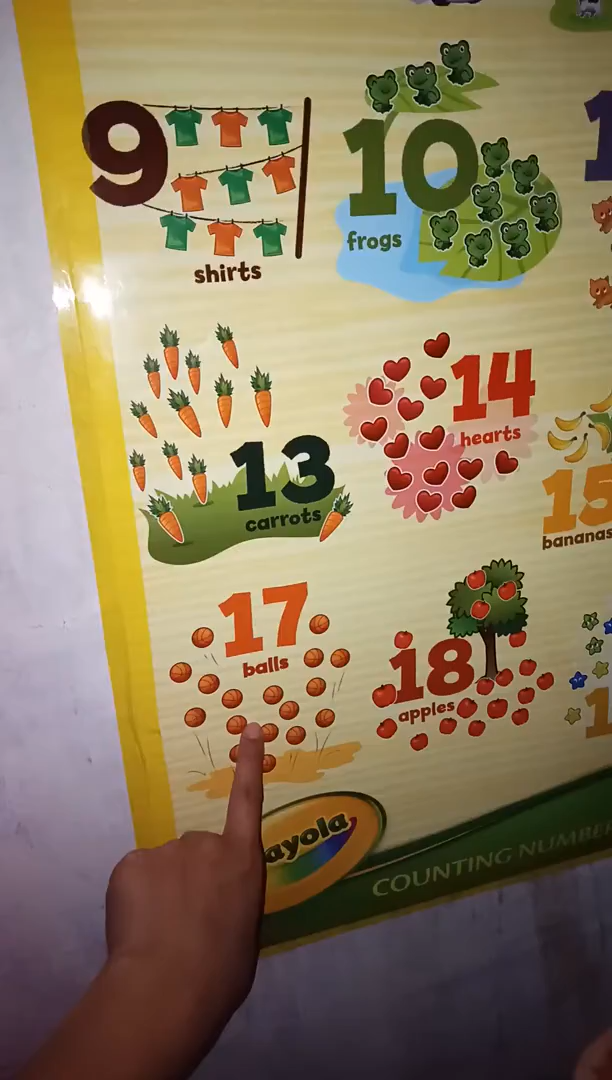 9
shirts
10
frogs
13
carrots
14
hearts
15
bananas
17
balls
18
apples
ayola
COUNTING NUMBE